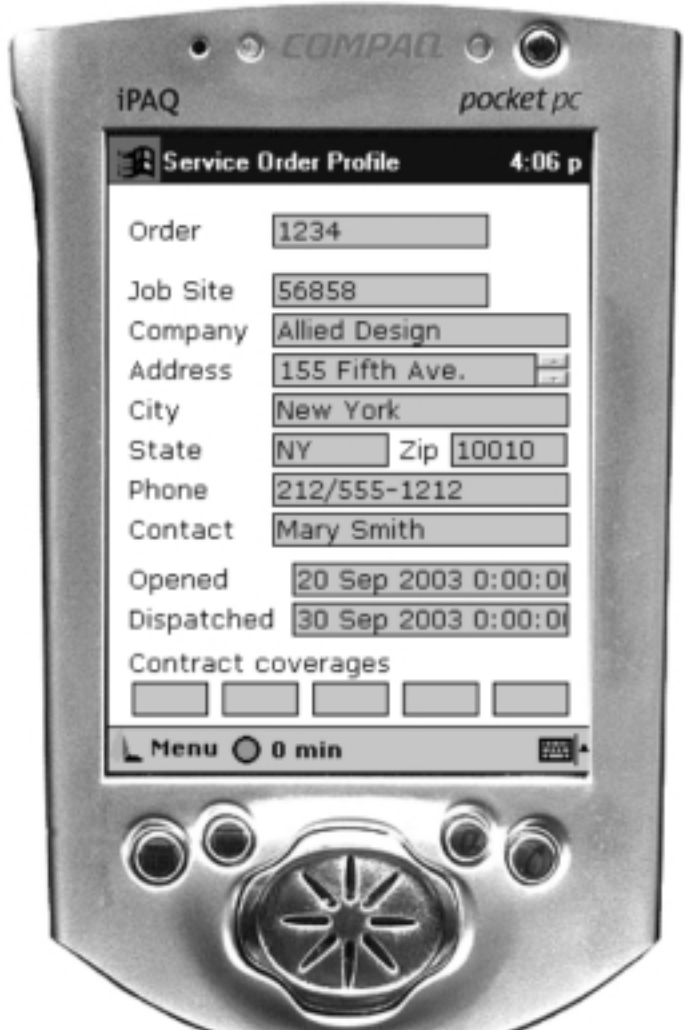 COMPAQ
iPAQ pocket pc
Service Order Profile 4:06 p
Order 1234
Job Site 56858
Company Allied Design
Address 155 Fifth Ave.
City New York
State NY Zip 10010
Phone 212/555-1212
Contact Mary Smith
Opened 20 Sep 2003 0:00:0
Dispatched 30 Sep 2003 0:00:0
Contract coverages
Menu 0 min